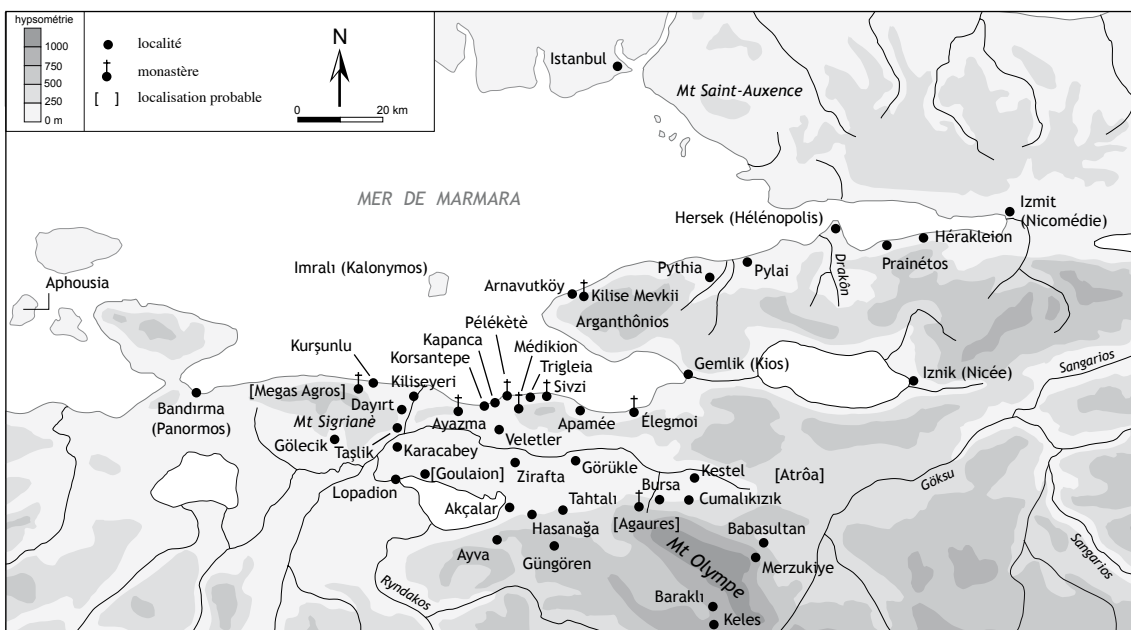 hypsométrie
1000
750
500
250
0 m
localité
monastère
[ ] localisation probable
N
0 20 km
Istanbul
Mt Saint-Auxence
MER DE MARMARA
Izmit
(Nicomédie)
Hersek (Hélénopolis)
Hérakleion
Prainétos
Drakôn
Pylai
Pythia
Aphousia
Imralı (Kalonymos)
Arnavutköy
Kilise Mevkii
Arganthônios
Pélékètè
Kapanca
Médikion
Kurşunlu
Korsantepe
Trigleia
Kiliseyeri
Sivzi
Gemlik (Kios)
Iznik (Nicée)
Sangarios
[Megas Agros]
Bandırma
(Panormos)
Dayırt
Mt Sigrianè
Ayazma
Apamée
Élegmoi
Gölecik
Taşlik
Veletler
Karacabey
Lopadion
[Goulaion]
Zirafta
Görükle
Kestel
[Atrôa]
Göksu
Bursa
Cumalıkızık
Akçalar
Tahtalı
[Agaures]
Hasanağa
Babasultan
Ayva
Güngören
Mt Olympe
Merzukiye
Sangarios
Ryndakos
Baraklı
Keles